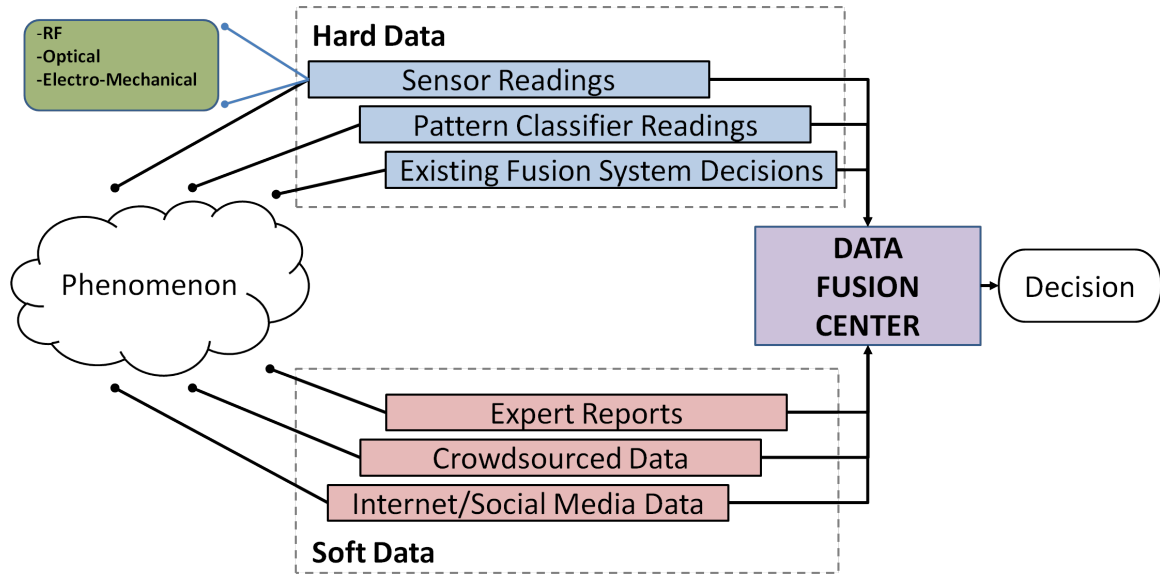 -RF
-Optical
-Electro-Mechanical
Hard Data
Sensor Readings
Pattern Classifier Readings
Existing Fusion System Decisions
Phenomenon
DATA
FUSION
CENTER
Decision
Expert Reports
Crowdsourced Data
Internet/Social Media Data
Soft Data